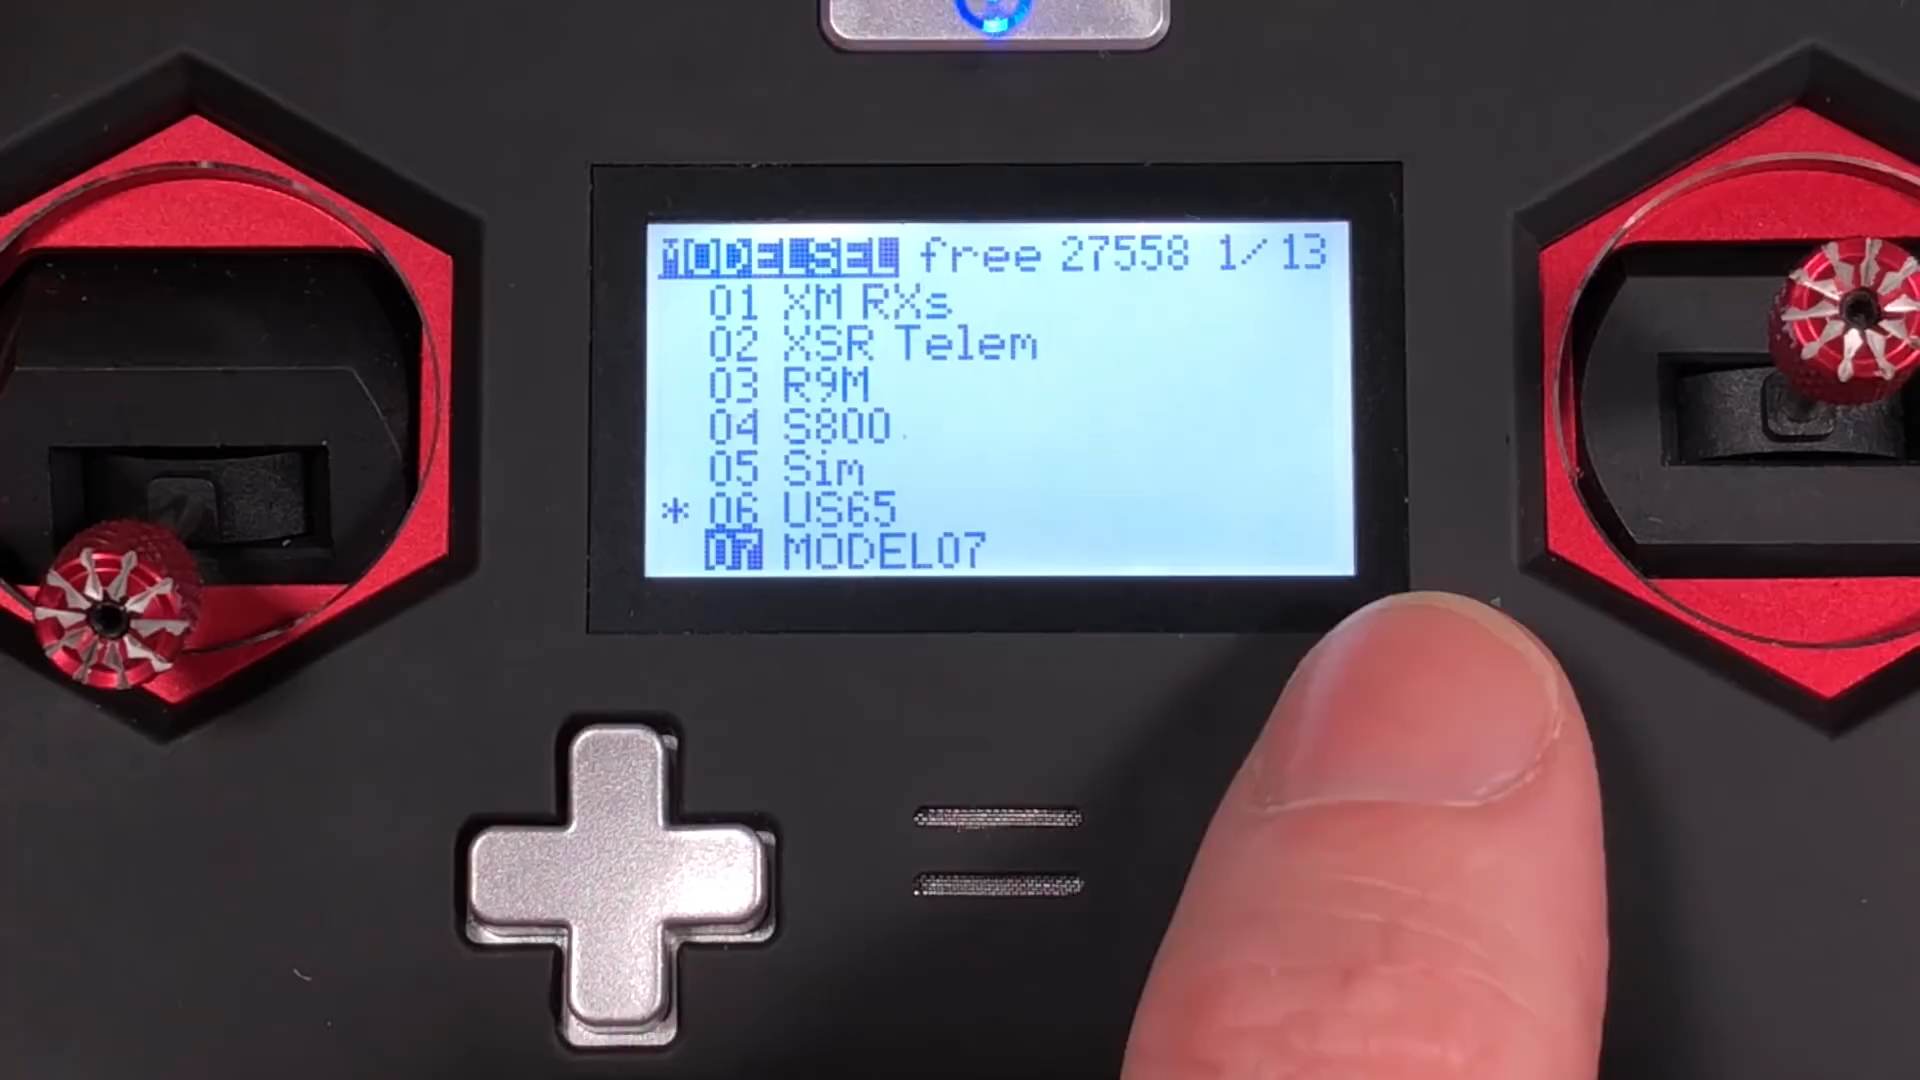 MODELSEL free 27558 1/13
01 XM RXs
02 XSR Telem
03 R9M
04 S800
05 Sim
* 06 US65
07 MODEL07